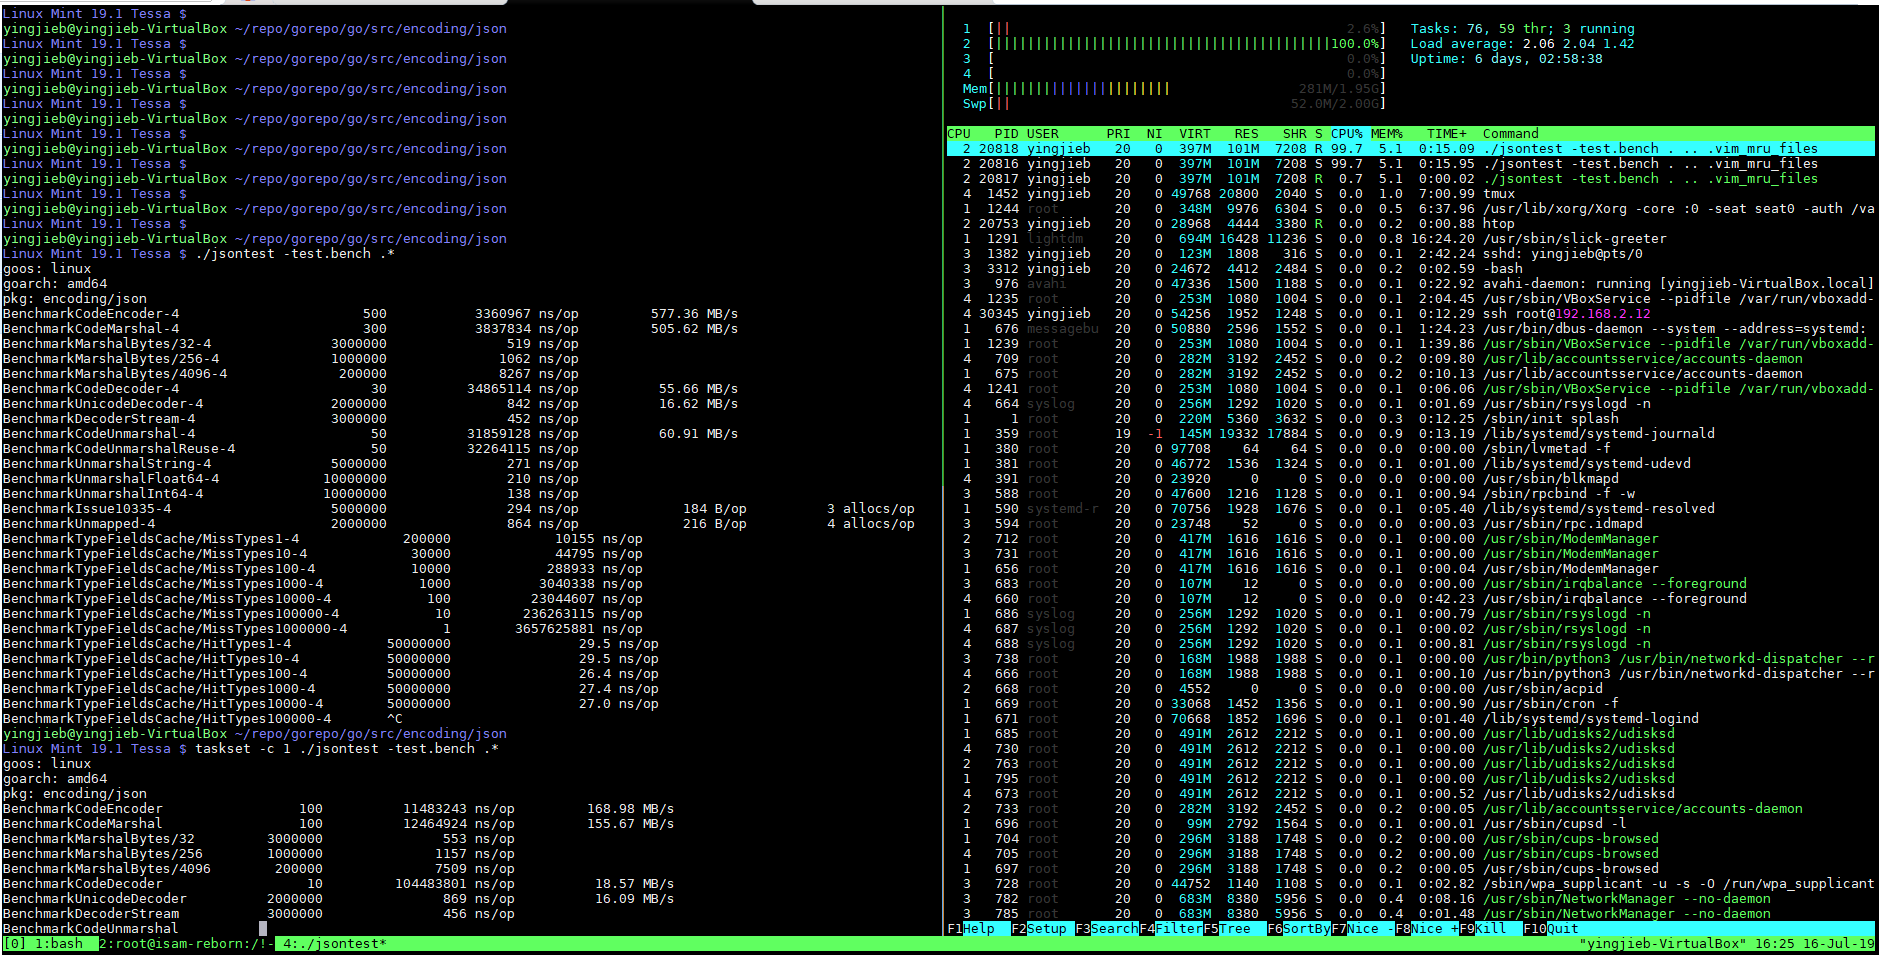 Linux Mint 19.1 Tessa $
yingjieb@yingjieb-VirtualBox ~/repo/gorepo/go/src/encoding/json
Linux Mint 19.1 Tessa $
yingjieb@yingjieb-VirtualBox ~/repo/gorepo/go/src/encoding/json
Linux Mint 19.1 Tessa $
yingjieb@yingjieb-VirtualBox ~/repo/gorepo/go/src/encoding/json
Linux Mint 19.1 Tessa $
yingjieb@yingjieb-VirtualBox ~/repo/gorepo/go/src/encoding/json
Linux Mint 19.1 Tessa $
yingjieb@yingjieb-VirtualBox ~/repo/gorepo/go/src/encoding/json
Linux Mint 19.1 Tessa $
yingjieb@yingjieb-VirtualBox ~/repo/gorepo/go/src/encoding/json
Linux Mint 19.1 Tessa $
yingjieb@yingjieb-VirtualBox ~/repo/gorepo/go/src/encoding/json
Linux Mint 19.1 Tessa $
yingjieb@yingjieb-VirtualBox ~/repo/gorepo/go/src/encoding/json
Linux Mint 19.1 Tessa $ ./jsontest -test.bench .*
goos: linux
goarch: amd64
pkg: encoding/json
BenchmarkCodeEncoder-4 500 3360967 ns/op 577.36 MB/s
BenchmarkCodeMarshal-4 300 3837834 ns/op 505.62 MB/s
BenchmarkMarshalBytes/32-4 3000000 519 ns/op
BenchmarkMarshalBytes/256-4 1000000 1062 ns/op
BenchmarkMarshalBytes/4096-4 200000 8267 ns/op
BenchmarkCodeDecoder-4 30 34865114 ns/op 55.66 MB/s
BenchmarkUnicodeDecoder-4 2000000 842 ns/op 16.62 MB/s
BenchmarkDecoderStream-4 3000000 452 ns/op
BenchmarkCodeUnmarshal-4 50 31859128 ns/op 60.91 MB/s
BenchmarkCodeUnmarshalReuse-4 50 32264115 ns/op
BenchmarkUnmarshalString-4 5000000 271 ns/op
BenchmarkUnmarshalFloat64-4 10000000 210 ns/op
BenchmarkUnmarshalInt64-4 10000000 138 ns/op
BenchmarkIssue10335-4 5000000 294 ns/op 184 B/op 3 allocs/op
BenchmarkUnmapped-4 2000000 864 ns/op 216 B/op 4 allocs/op
BenchmarkTypeFieldsCache/MissTypes1-4 200000 10155 ns/op
BenchmarkTypeFieldsCache/MissTypes10-4 30000 44795 ns/op
BenchmarkTypeFieldsCache/MissTypes100-4 10000 288933 ns/op
BenchmarkTypeFieldsCache/MissTypes1000-4 1000 3040338 ns/op
BenchmarkTypeFieldsCache/MissTypes10000-4 100 23044607 ns/op
BenchmarkTypeFieldsCache/MissTypes100000-4 10 236263115 ns/op
BenchmarkTypeFieldsCache/MissTypes1000000-4 1 3657625881 ns/op
BenchmarkTypeFieldsCache/HitTypes1-4 50000000 29.5 ns/op
BenchmarkTypeFieldsCache/HitTypes10-4 50000000 29.5 ns/op
BenchmarkTypeFieldsCache/HitTypes100-4 50000000 26.4 ns/op
BenchmarkTypeFieldsCache/HitTypes1000-4 50000000 27.4 ns/op
BenchmarkTypeFieldsCache/HitTypes10000-4 50000000 27.0 ns/op
BenchmarkTypeFieldsCache/HitTypes100000-4 ^C
yingjieb@yingjieb-VirtualBox ~/repo/gorepo/go/src/encoding/json
Linux Mint 19.1 Tessa $ taskset -c 1 ./jsontest -test.bench .*
goos: linux
goarch: amd64
pkg: encoding/json
BenchmarkCodeEncoder 100 11483243 ns/op 168.98 MB/s
BenchmarkCodeMarshal 100 12464924 ns/op 155.67 MB/s
BenchmarkMarshalBytes/32 3000000 553 ns/op
BenchmarkMarshalBytes/256 1000000 1157 ns/op
BenchmarkMarshalBytes/4096 200000 7509 ns/op
BenchmarkCodeDecoder 10 104483801 ns/op 18.57 MB/s
BenchmarkUnicodeDecoder 2000000 869 ns/op 16.09 MB/s
BenchmarkDecoderStream 3000000 456 ns/op
BenchmarkCodeUnmarshal
1 [|| 2.6%] Tasks: 76, 59 thr; 3 running
2 [||||||||||||||||||||||||||||||||||||||||||100.0%] Load average: 2.06 2.04 1.42
3 [ 0.0%] Uptime: 6 days, 02:58:38
4 [ 0.0%]
Mem[|||||||||||||||||||||| 281M/1.95G]
Swp[|| 52.0M/2.00G]
CPU PID USER PRI NI VIRT RES SHR S CPU% MEM% TIME+ Command
2 20818 yingjieb 20 0 397M 101M 7208 R 99.7 5.1 0:15.09 ./jsontest -test.bench . .. .vim_mru_files
2 20816 yingjieb 20 0 397M 101M 7208 S 99.7 5.1 0:15.95 ./jsontest -test.bench . .. .vim_mru_files
2 20817 yingjieb 20 0 397M 101M 7208 R 0.7 5.1 0:00.02 ./jsontest -test.bench . .. .vim_mru_files
4 1452 yingjieb 20 0 49768 20800 2040 S 0.0 1.0 7:00.99 tmux
1 1244 root 20 0 348M 9976 6304 S 0.0 0.5 6:37.96 /usr/lib/xorg/Xorg -core :0 -seat seat0 -auth /va
2 20753 yingjieb 20 0 28968 4444 3380 R 0.0 0.2 0:00.88 htop
1 1291 lightdm 20 0 694M 16428 11236 S 0.0 0.8 16:24.20 /usr/sbin/slick-greeter
3 1382 yingjieb 20 0 123M 1808 316 S 0.0 0.1 2:42.24 sshd: yingjieb@pts/0
3 3312 yingjieb 20 0 24672 4412 2484 S 0.0 0.2 0:02.59 -bash
3 976 avahi 20 0 47336 1500 1188 S 0.0 0.1 0:22.92 avahi-daemon: running [yingjieb-VirtualBox.local]
4 1235 root 20 0 253M 1080 1004 S 0.0 0.1 2:04.45 /usr/sbin/VBoxService --pidfile /var/run/vboxadd-
4 30345 yingjieb 20 0 54256 1952 1248 S 0.0 0.1 0:12.29 ssh root@192.168.2.12
1 676 messagebu 20 0 50880 2596 1552 S 0.0 0.1 1:24.23 /usr/bin/dbus-daemon --system --address=systemd:
1 1239 root 20 0 253M 1080 1004 S 0.0 0.1 1:39.86 /usr/sbin/VBoxService --pidfile /var/run/vboxadd-
4 709 root 20 0 282M 3192 2452 S 0.0 0.2 0:09.80 /usr/lib/accountsservice/accounts-daemon
1 675 root 20 0 282M 3192 2452 S 0.0 0.2 0:10.13 /usr/lib/accountsservice/accounts-daemon
4 1241 root 20 0 253M 1080 1004 S 0.0 0.1 0:06.06 /usr/sbin/VBoxService --pidfile /var/run/vboxadd-
4 664 syslog 20 0 256M 1292 1020 S 0.0 0.1 0:01.69 /usr/sbin/rsyslogd -n
1 1 root 20 0 220M 5360 3632 S 0.0 0.3 0:12.25 /sbin/init splash
1 359 root 19 -1 145M 19332 17884 S 0.0 0.9 0:13.19 /lib/systemd/systemd-journald
1 380 root 20 0 97708 64 64 S 0.0 0.0 0:00.00 /sbin/lvmetad -f
1 381 root 20 0 46772 1536 1324 S 0.0 0.1 0:01.00 /lib/systemd/systemd-udevd
4 391 root 20 0 23920 0 0 S 0.0 0.0 0:00.00 /usr/sbin/blkmapd
3 588 root 20 0 47600 1216 1128 S 0.0 0.1 0:00.94 /sbin/rpcbind -f -w
1 590 systemd-r 20 0 70756 1928 1676 S 0.0 0.1 0:05.40 /lib/systemd/systemd-resolved
3 594 root 20 0 23748 52 0 S 0.0 0.0 0:00.03 /usr/sbin/rpc.idmapd
2 712 root 20 0 417M 1616 1616 S 0.0 0.1 0:00.00 /usr/sbin/ModemManager
3 731 root 20 0 417M 1616 1616 S 0.0 0.1 0:00.00 /usr/sbin/ModemManager
1 656 root 20 0 417M 1616 1616 S 0.0 0.1 0:00.04 /usr/sbin/ModemManager
3 683 root 20 0 107M 12 0 S 0.0 0.0 0:00.00 /usr/sbin/irqbalance --foreground
4 660 root 20 0 107M 12 0 S 0.0 0.0 0:42.23 /usr/sbin/irqbalance --foreground
1 686 syslog 20 0 256M 1292 1020 S 0.0 0.1 0:00.79 /usr/sbin/rsyslogd -n
4 687 syslog 20 0 256M 1292 1020 S 0.0 0.1 0:00.02 /usr/sbin/rsyslogd -n
4 688 syslog 20 0 256M 1292 1020 S 0.0 0.1 0:00.81 /usr/sbin/rsyslogd -n
3 738 root 20 0 168M 1988 1988 S 0.0 0.1 0:00.00 /usr/bin/python3 /usr/bin/networkd-dispatcher --r
4 666 root 20 0 168M 1988 1988 S 0.0 0.1 0:00.10 /usr/bin/python3 /usr/bin/networkd-dispatcher --r
2 668 root 20 0 4552 0 0 S 0.0 0.0 0:00.00 /usr/sbin/acpid
1 669 root 20 0 33068 1452 1356 S 0.0 0.1 0:00.90 /usr/sbin/cron -f
1 671 root 20 0 70668 1852 1696 S 0.0 0.1 0:01.40 /lib/systemd/systemd-logind
1 685 root 20 0 491M 2612 2212 S 0.0 0.1 0:00.00 /usr/lib/udisks2/udisksd
4 730 root 20 0 491M 2612 2212 S 0.0 0.1 0:00.00 /usr/lib/udisks2/udisksd
2 763 root 20 0 491M 2612 2212 S 0.0 0.1 0:00.00 /usr/lib/udisks2/udisksd
1 795 root 20 0 491M 2612 2212 S 0.0 0.1 0:00.00 /usr/lib/udisks2/udisksd
4 673 root 20 0 491M 2612 2212 S 0.0 0.1 0:00.52 /usr/lib/udisks2/udisksd
2 733 root 20 0 282M 3192 2452 S 0.0 0.2 0:00.05 /usr/lib/accountsservice/accounts-daemon
1 696 root 20 0 99M 2792 1564 S 0.0 0.1 0:00.01 /usr/sbin/cupsd -l
1 704 root 20 0 296M 3188 1748 S 0.0 0.2 0:00.00 /usr/sbin/cups-browsed
4 705 root 20 0 296M 3188 1748 S 0.0 0.2 0:00.00 /usr/sbin/cups-browsed
1 697 root 20 0 296M 3188 1748 S 0.0 0.2 0:00.05 /usr/sbin/cups-browsed
3 728 root 20 0 44752 1140 1108 S 0.0 0.1 0:02.82 /sbin/wpa_supplicant -u -s -O /run/wpa_supplicant
3 782 root 20 0 683M 8380 5956 S 0.0 0.4 0:08.16 /usr/sbin/NetworkManager --no-daemon
3 785 root 20 0 683M 8380 5956 S 0.0 0.4 0:01.48 /usr/sbin/NetworkManager --no-daemon
F1Help F2Setup F3SearchF4FilterF5Tree F6SortByF7Nice -F8Nice +F9Kill F10Quit
[0] 1:bash 2:root@isam-reborn:/!- 4:./jsontest* "yingjieb-VirtualBox" 16:25 16-Jul-19